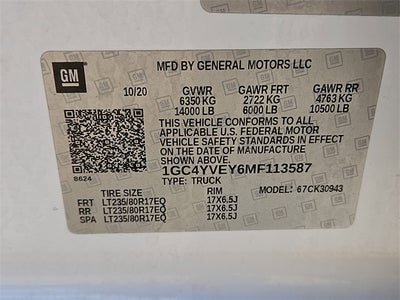 GM
MFD BY GENERAL MOTORS LLC
10/20 GVWR GAWR FRT GAWR RR
6350 KG 2722 KG 4763 KG
14000 LB 6000 LB 10500 LB
THIS VEHICLE CONFORMS TO ALL
APPLICABLE U.S. FEDERAL MOTOR
VEHICLE SAFETY STANDARDS IN EFFECT
ON THE DATE OF MANUFACTURE
SHOWN ABOVE.
1GC4YVEY6MF113587
8624 TYPE: TRUCK
TIRE SIZE RIM MODEL: 67CK30943
FRT LT235/80R17EQ 17X6.5J
RR LT235/80R17EQ 17X6.5J
SPA LT235/80R17EQ 17X6.5J